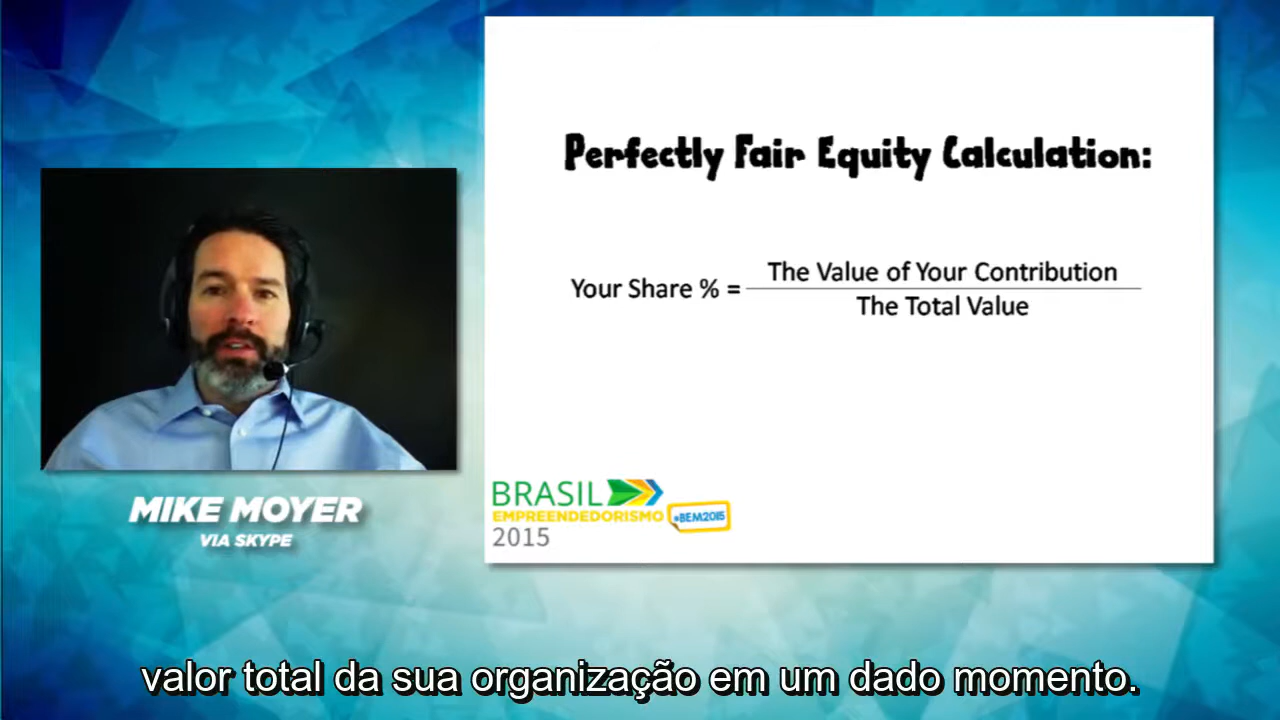 Perfectly Fair Equity Calculation:
Your Share % =
The Value of Your Contribution
The Total Value
BRASIL
EMPREENDEDORISMO
#BEM2015
2015
MIKE MOYER
VIA SKYPE
valor total da sua organização em um dado momento.